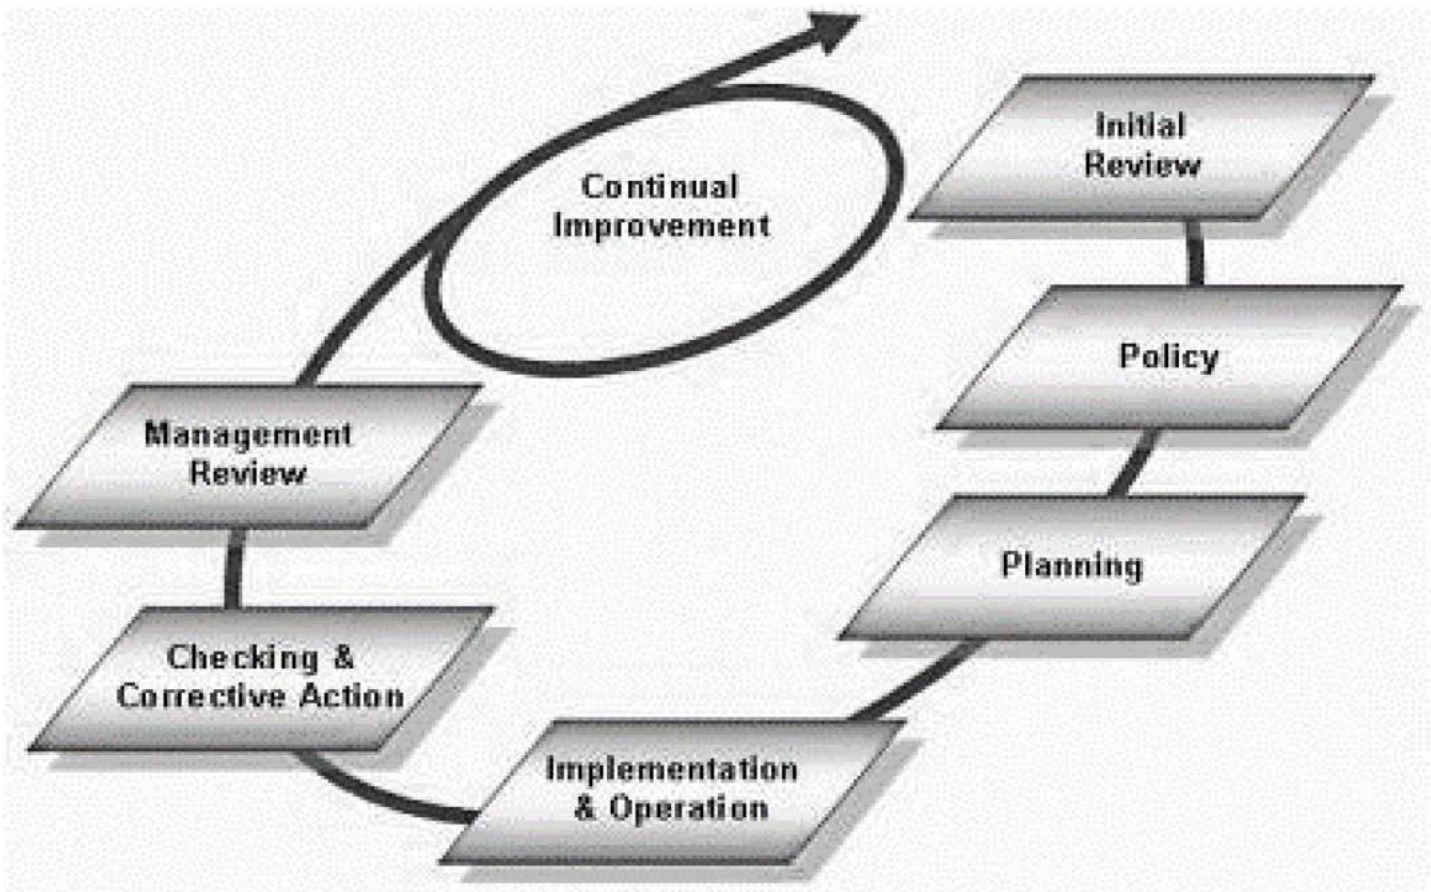 Initial
Review
Policy
Planning
Implementation
& Operation
Checking &
Corrective Action
Management
Review
Continual
Improvement